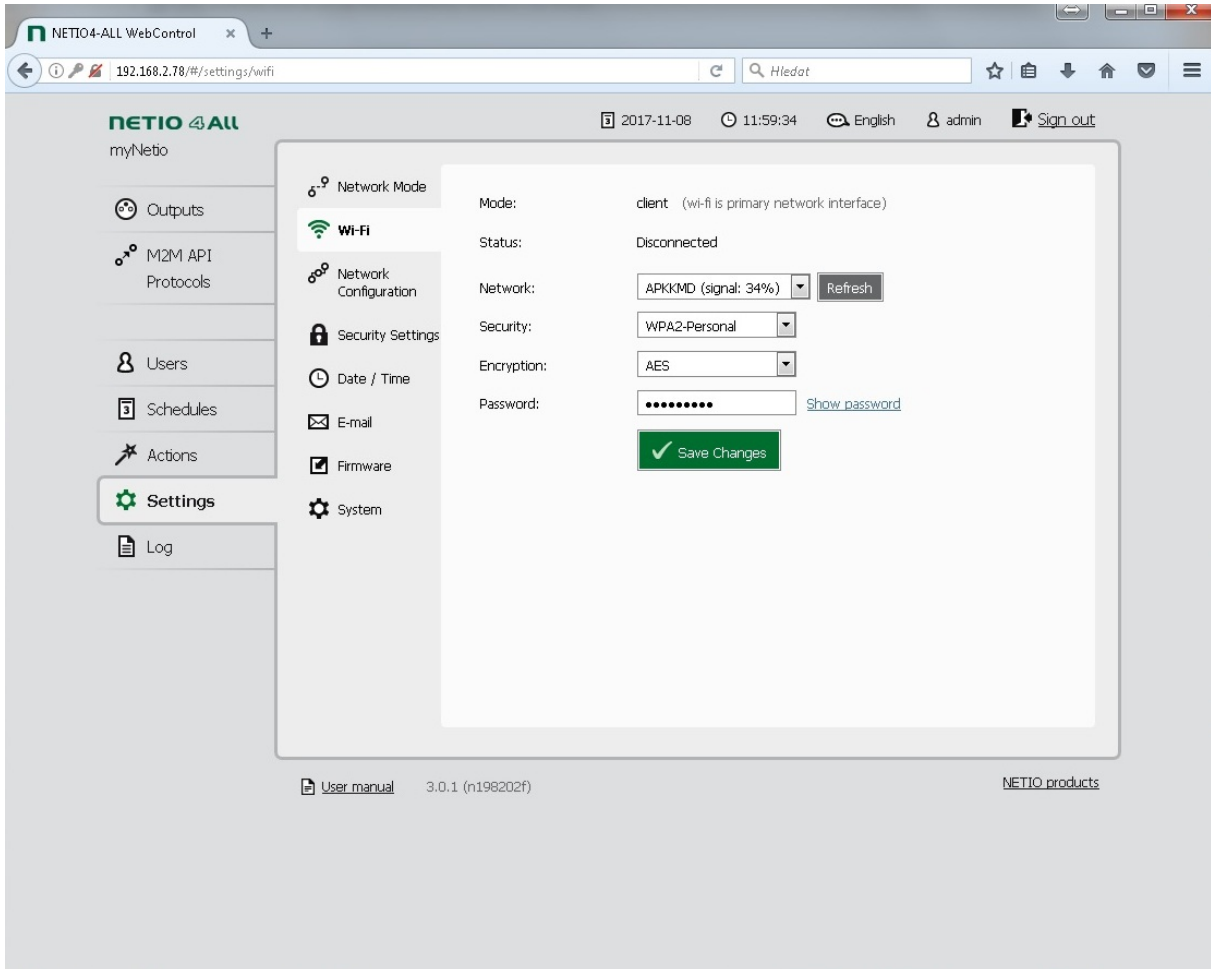 NETIO4-ALL WebControl
192.168.2.78/#/settings/wifi
Hledat
NETIO 4All
myNetio
2017-11-08 11:59:34 English admin Sign out
Outputs
M2M API
Protocols
Users
Schedules
Actions
Settings
Log
Network Mode
Wi-Fi
Network
Configuration
Security Settings
Date / Time
E-mail
Firmware
System
Mode: client (wi-fi is primary network interface)
Status: Disconnected
Network: APKKMD (signal: 34%) Refresh
Security: WPA2-Personal
Encryption: AES
Password: ••••••••• Show password
Save Changes
User manual 3.0.1 (n198202f)
NETIO products